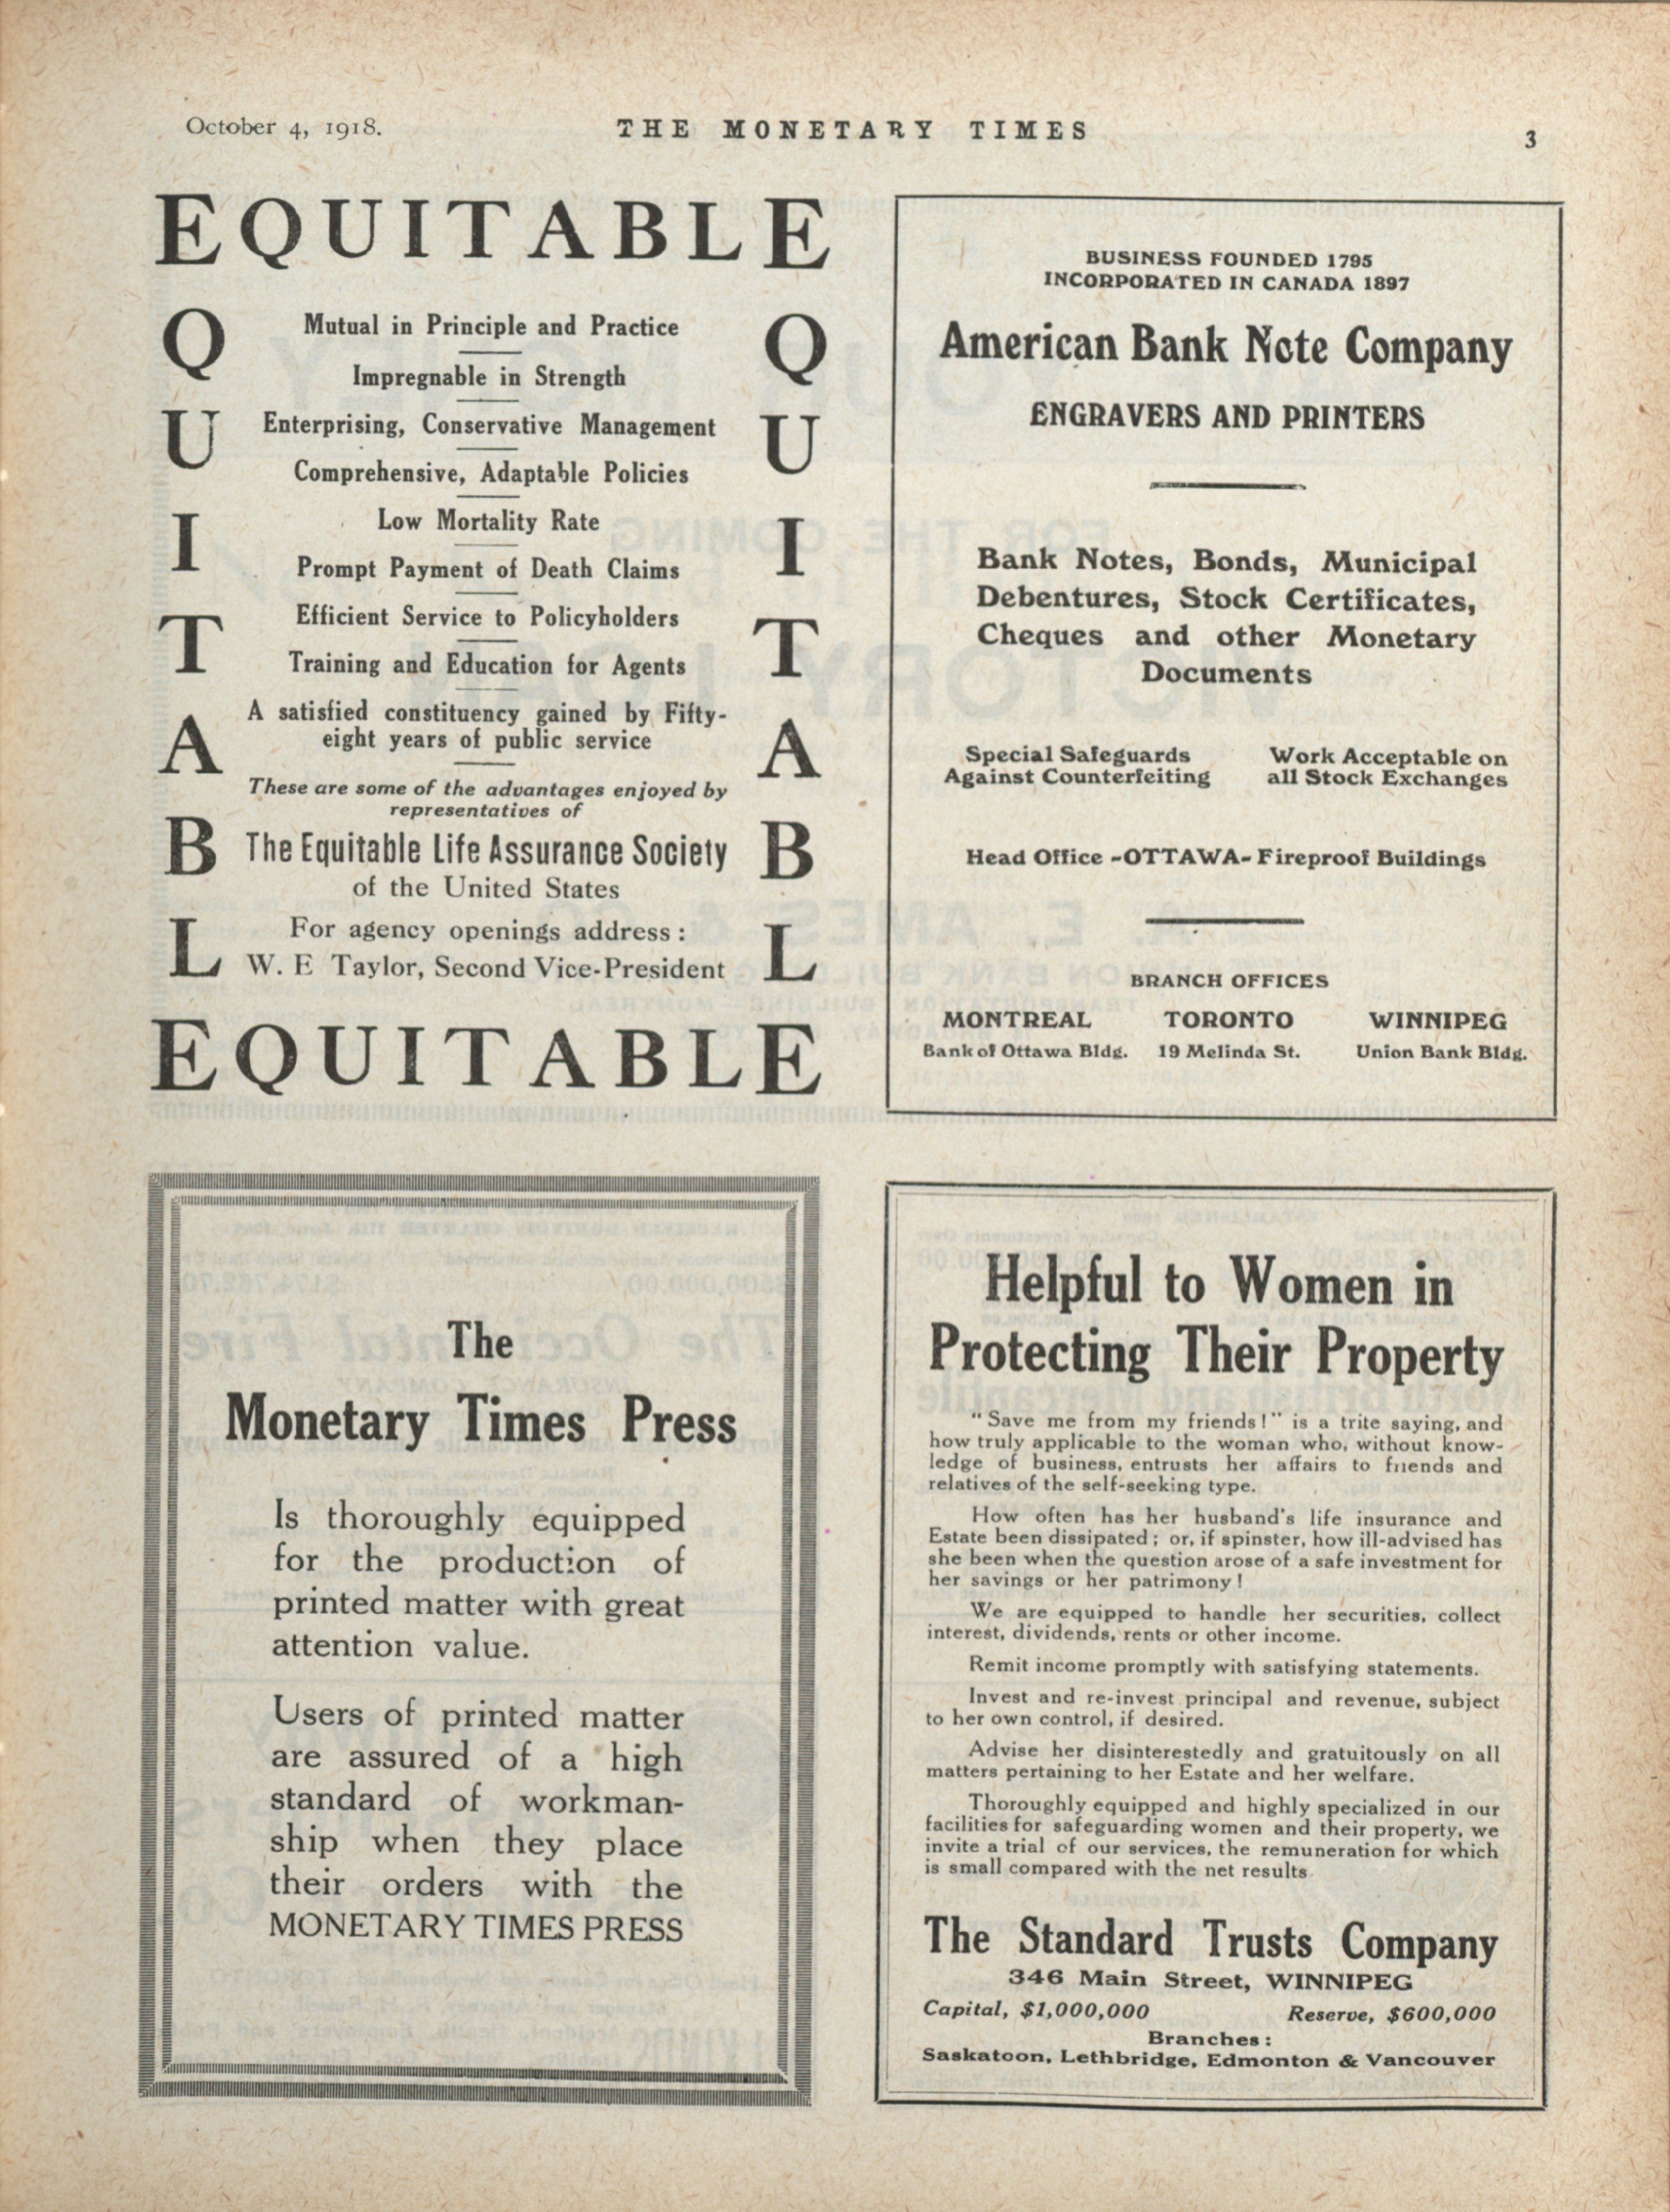 October 4, 1918.
THE MONETARY TIMES
3
EQUITABLE
Q
U
I
T
A
B
L
Mutual in Principle and Practice
Impregnable in Strength
Enterprising, Conservative Management
Comprehensive, Adaptable Policies
Low Mortality Rate
Prompt Payment of Death Claims
Efficient Service to Policyholders
Training and Education for Agents
A satisfied constituency gained by Fifty-
eight years of public service
These are some of the advantages enjoyed by
representatives of
The Equitable Life Assurance Society
of the United States
For agency openings address :
W. E Taylor, Second Vice-President
Q
U
I
T
A
B
L
EQUITABLE
BUSINESS FOUNDED 1795
INCORPORATED IN CANADA 1897
American Bank Note Company
ENGRAVERS AND PRINTERS
Bank Notes, Bonds, Municipal
Debentures, Stock Certificates,
Cheques and other Monetary
Documents
Special Safeguards
Against Counterfeiting
Work Acceptable on
all Stock Exchanges
Head Office -OTTAWA- Fireproof Buildings
BRANCH OFFICES
MONTREAL TORONTO WINNIPEG
Bank of Ottawa Bldg. 19 Melinda St. Union Bank Bldg.
The
Monetary Times Press
Is thoroughly equipped
for the production of
printed matter with great
attention value.
Users of printed matter
are assured of a high
standard of workman-
ship when they place
their orders with the
MONETARY TIMES PRESS
Helpful to Women in
Protecting Their Property
"Save me from my friends!" is a trite saying, and
how truly applicable to the woman who, without know-
ledge of business, entrusts her affairs to friends and
relatives of the self-seeking type.
How often has her husband's life insurance and
Estate been dissipated ; or, if spinster, how ill-advised has
she been when the question arose of a safe investment for
her savings or her patrimony !
We are equipped to handle her securities, collect
interest, dividends, rents or other income.
Remit income promptly with satisfying statements.
Invest and re-invest principal and revenue, subject
to her own control, if desired.
Advise her disinterestedly and gratuitously on all
matters pertaining to her Estate and her welfare.
Thoroughly equipped and highly specialized in our
facilities for safeguarding women and their property, we
invite a trial of our services, the remuneration for which
is small compared with the net results.
The Standard Trusts Company
346 Main Street, WINNIPEG
Capital, $1,000,000 Reserve, $600,000
Branches :
Saskatoon, Lethbridge, Edmonton & Vancouver